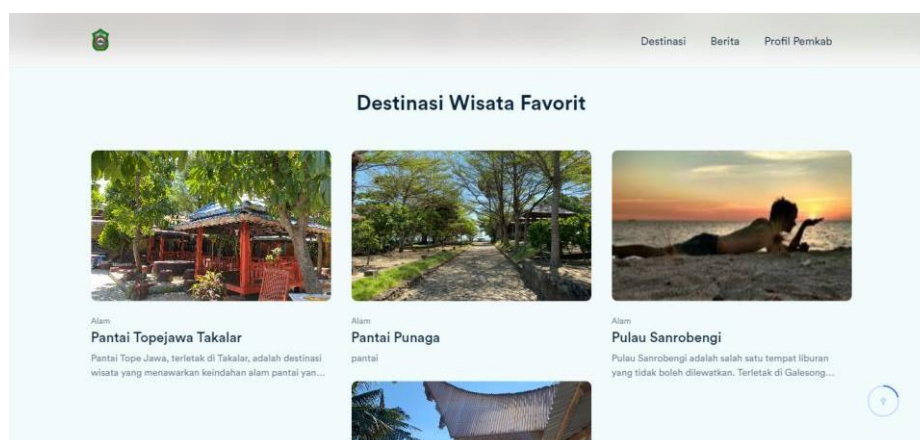 Destinasi Berita Profil Pemkab
Destinasi Wisata Favorit
Alam
Pantai Topejawa Takalar
Pantai Tope Jawa, terletak di Takalar, adalah destinasi
wisata yang menawarkan keindahan alam pantai yan...
Alam
Pantai Punaga
pantai
Alam
Pulau Sanrobengi
Pulau Sanrobengi adalah salah satu tempat liburan
yang tidak boleh dilewatkan. Terletak di Galesong...